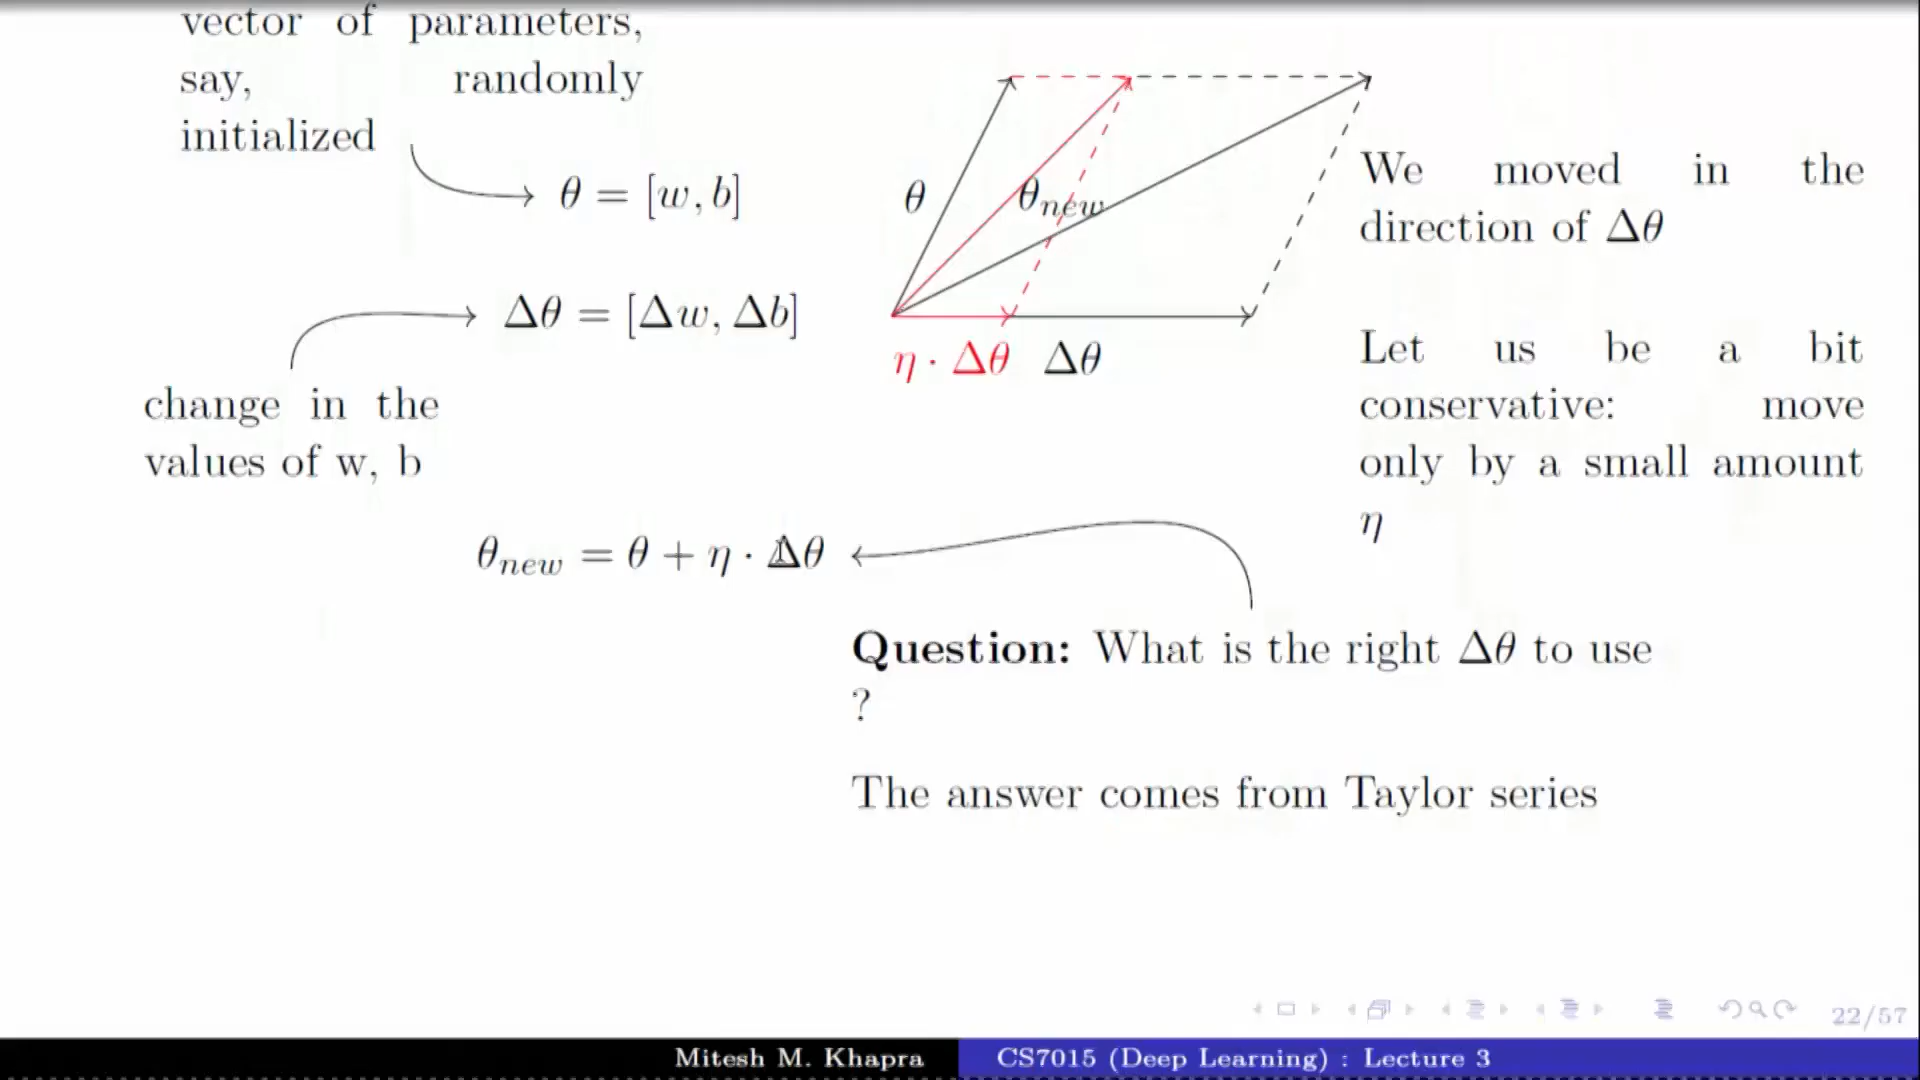 vector of parameters,
say, randomly
initialized
θ = [w, b]
Δθ = [Δw, Δb]
change in the
values of w, b
θ
θnew
η · Δθ Δθ
We moved in the
direction of Δθ
Let us be a bit
conservative: move
only by a small amount
η
θnew = θ + η · Δθ
Question: What is the right Δθ to use
?
The answer comes from Taylor series
22/57
Mitesh M. Khapra
CS7015 (Deep Learning) : Lecture 3